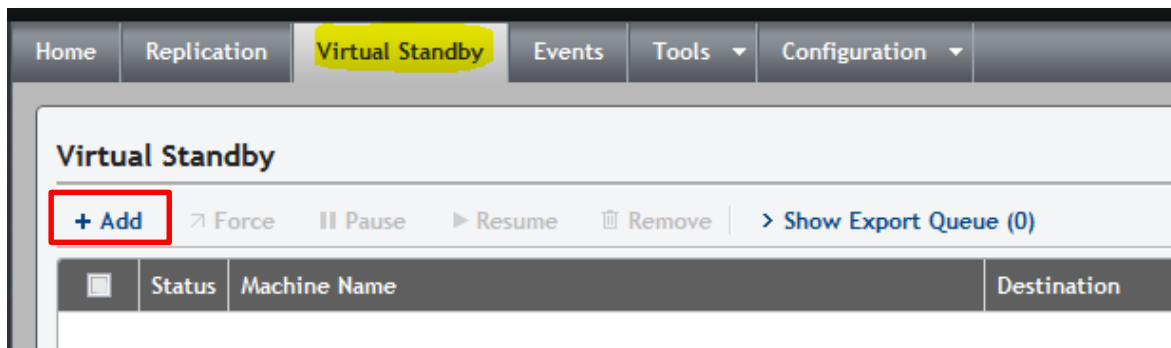 Home Replication Virtual Standby Events Tools Configuration
Virtual Standby
+ Add Force Pause Resume Remove > Show Export Queue (0)
Status Machine Name Destination